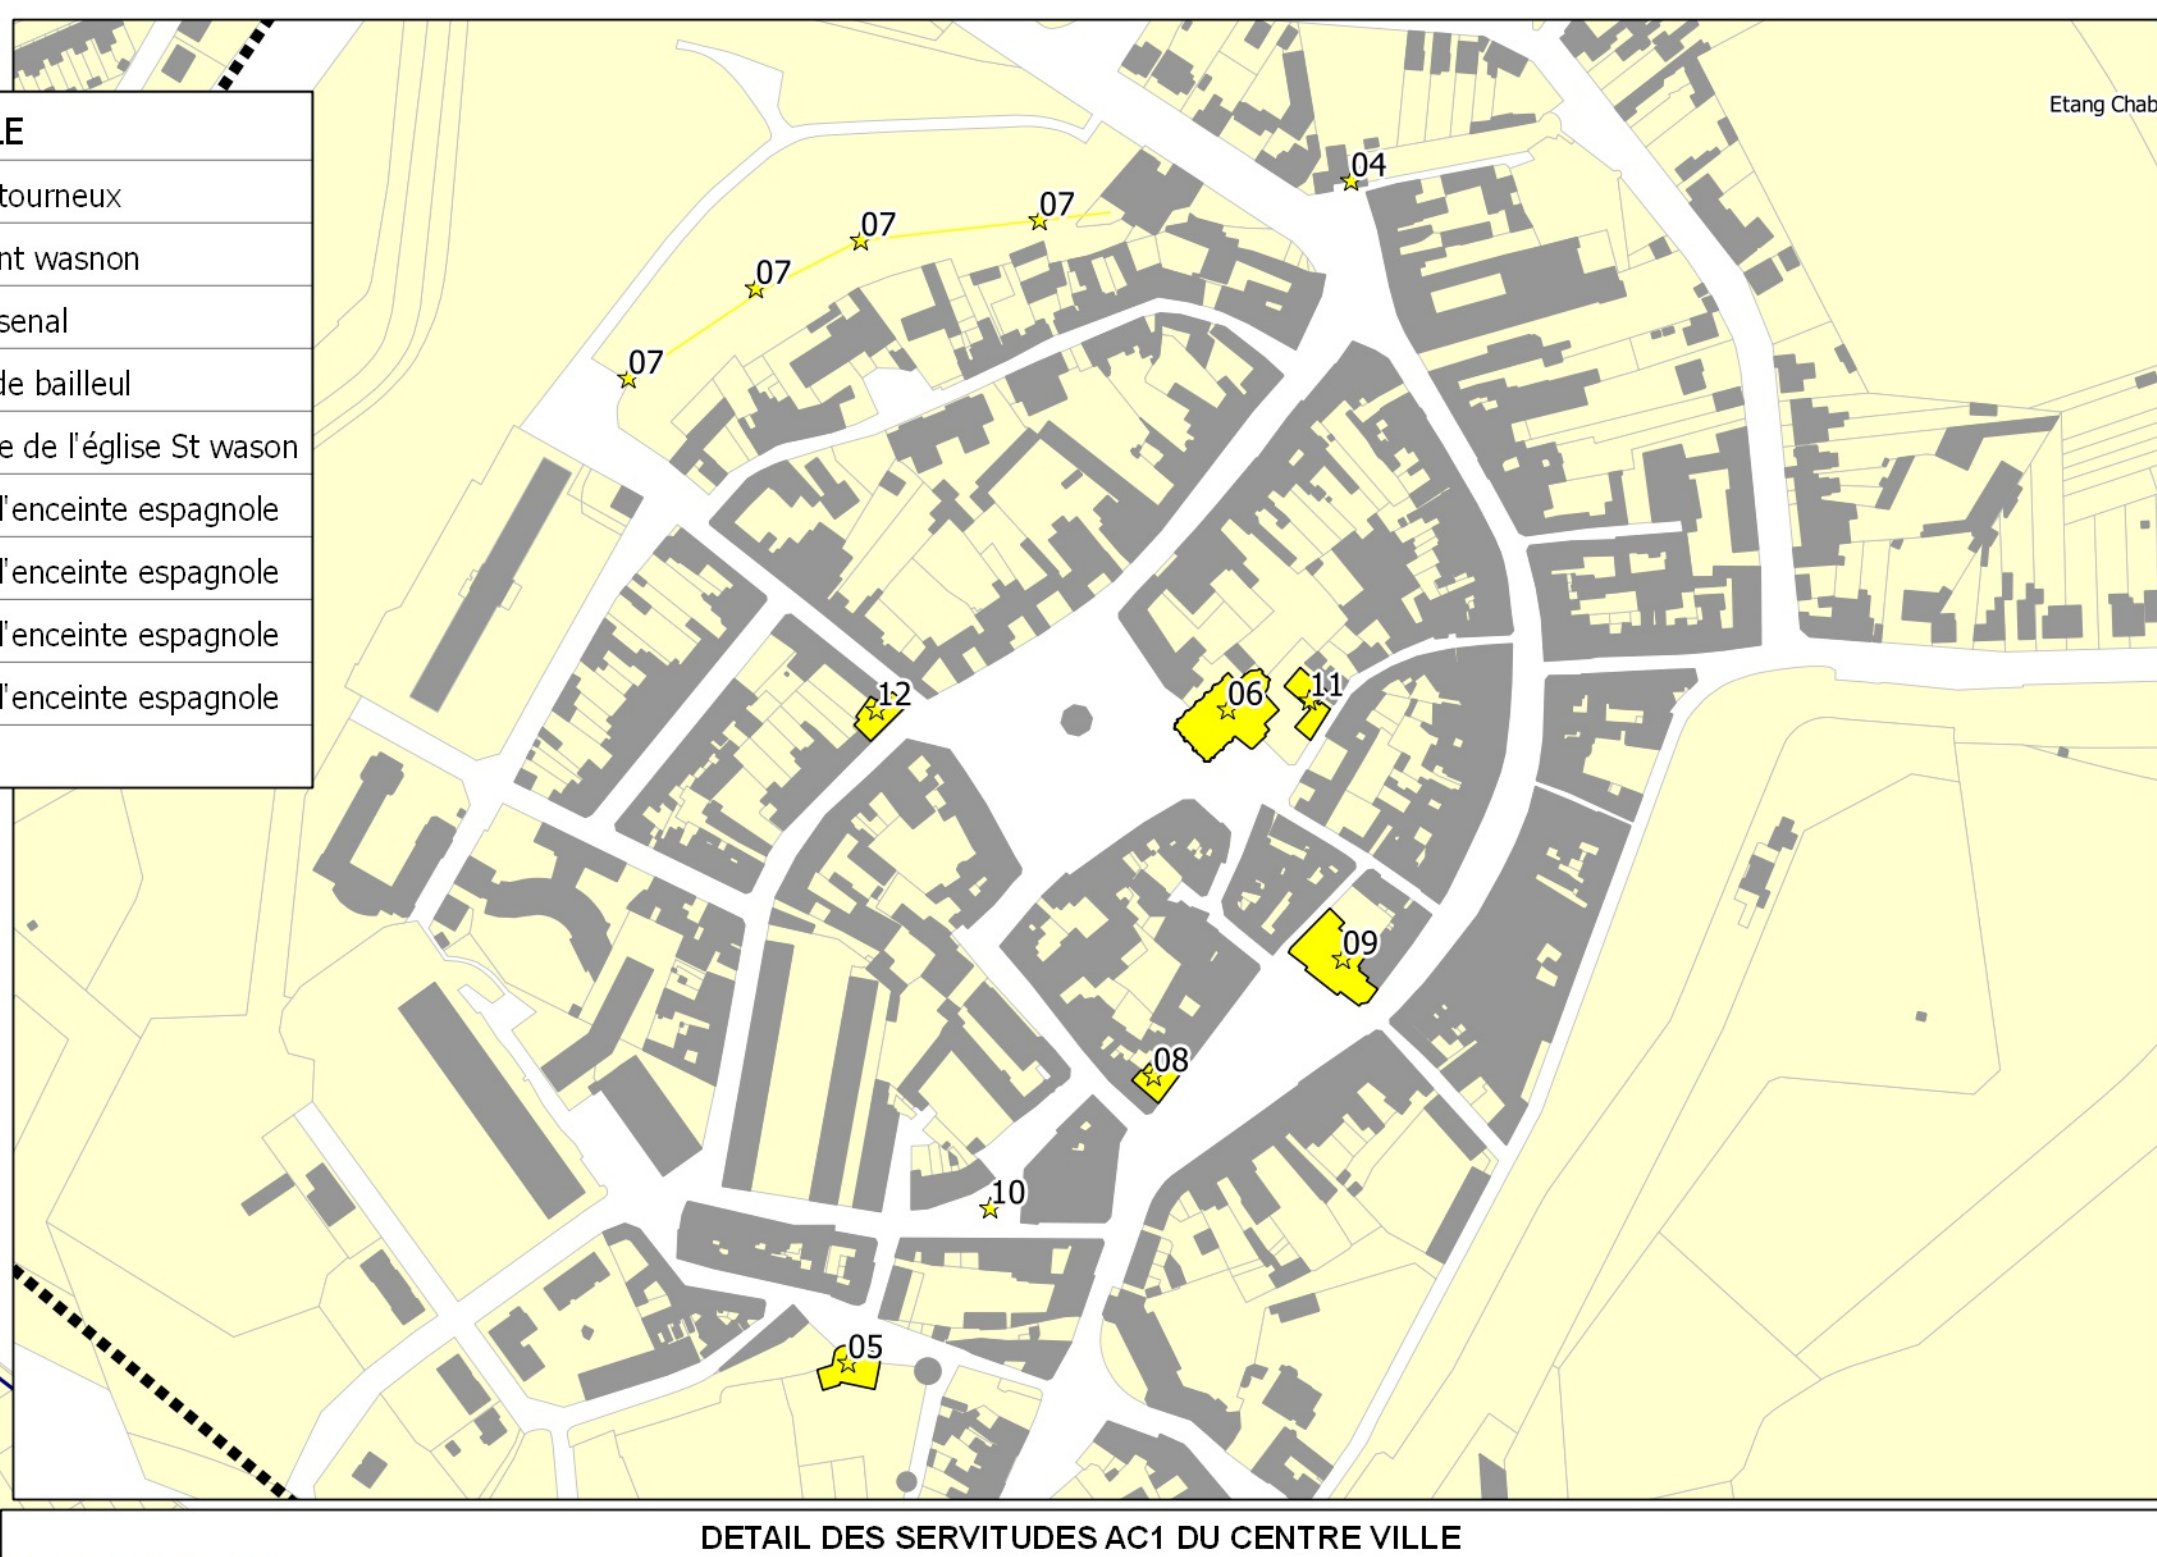 LE
tourneux
nt wasnon
senal
de bailleul
e de l'église St wason
l'enceinte espagnole
l'enceinte espagnole
l'enceinte espagnole
l'enceinte espagnole
Etang Chab
04
07
07
07
07
12
06
11
09
08
10
05
DETAIL DES SERVITUDES AC1 DU CENTRE VILLE